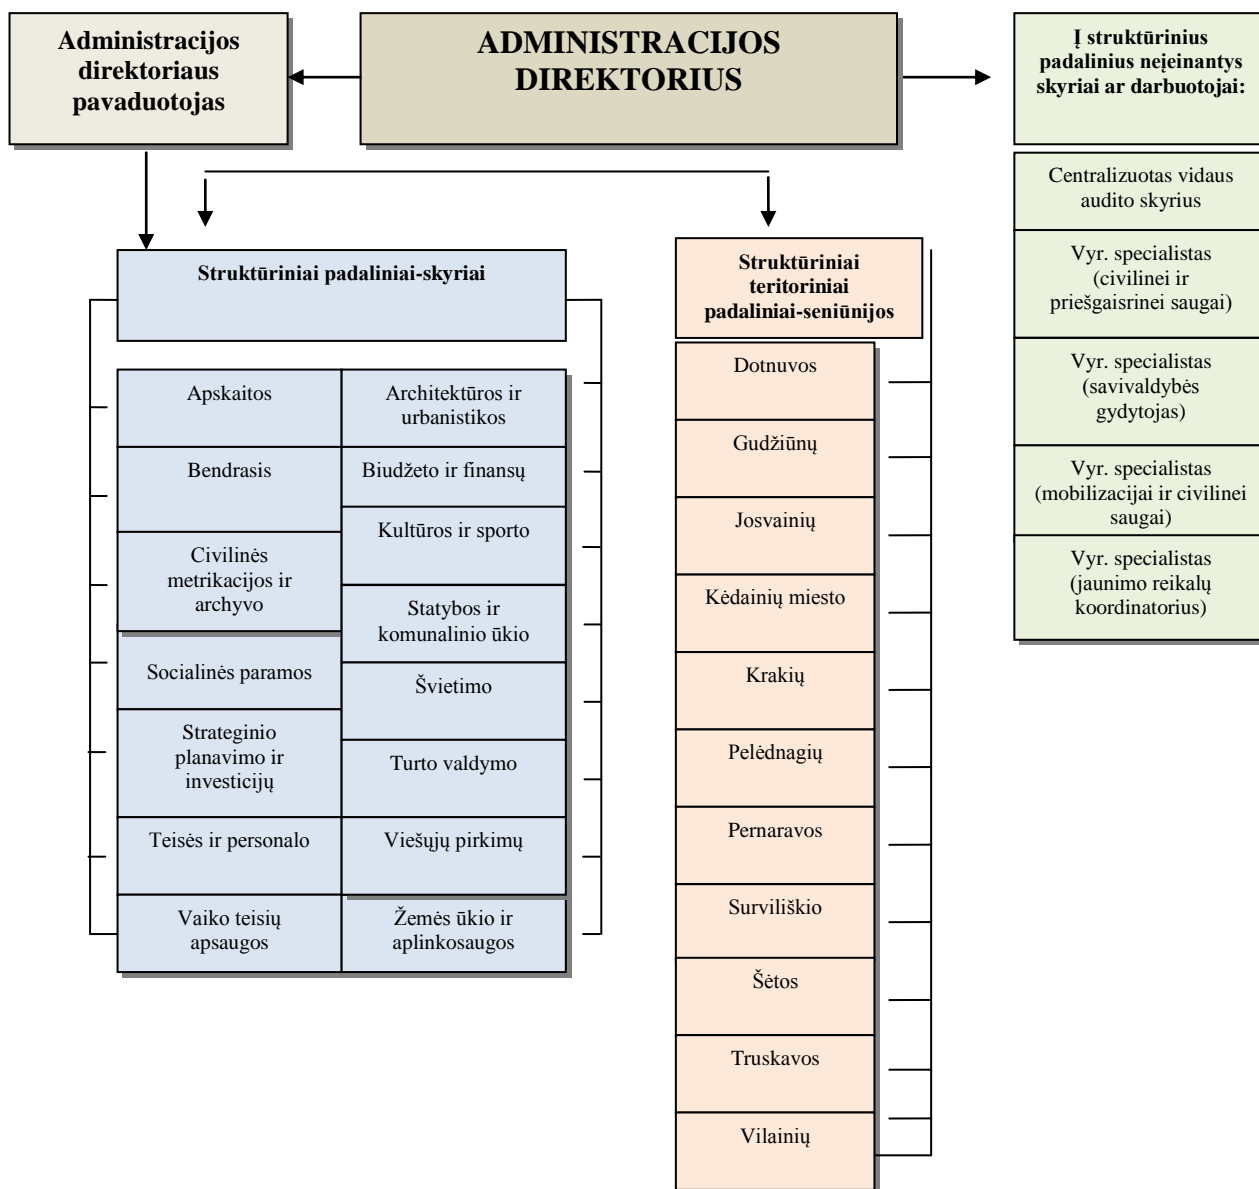 Administracijos
direktoriaus
pavaduotojas
ADMINISTRACIJOS
DIREKTORIUS
Į struktūrinius
padalinius neįeinantys
skyriai ar darbuotojai:
Centralizuotas vidaus
audito skyrius
Vyr. specialistas
(civilinei ir
priešgaisrinei saugai)
Vyr. specialistas
(savivaldybės
gydytojas)
Vyr. specialistas
(mobilizacijai ir civilinei
saugai)
Vyr. specialistas
(jaunimo reikalų
koordinatorius)
Struktūriniai padaliniai-skyriai
Apskaitos
Bendrasis
Civilinės
metrikacijos ir
archyvo
Socialinės paramos
Strateginio
planavimo ir
investicijų
Teisės ir personalo
Vaiko teisių
apsaugos
Architektūros ir
urbanistikos
Biudžeto ir finansų
Kultūros ir sporto
Statybos ir
komunalinio ūkio
Švietimo
Turto valdymo
Viešųjų pirkimų
Žemės ūkio ir
aplinkosaugos
Struktūriniai
teritoriniai
padaliniai-seniūnijos
Dotnuvos
Gudžiūnų
Josvainių
Kėdainių miesto
Krakių
Pelėdnagių
Pernaravos
Surviliškio
Šėtos
Truskavos
Vilainių